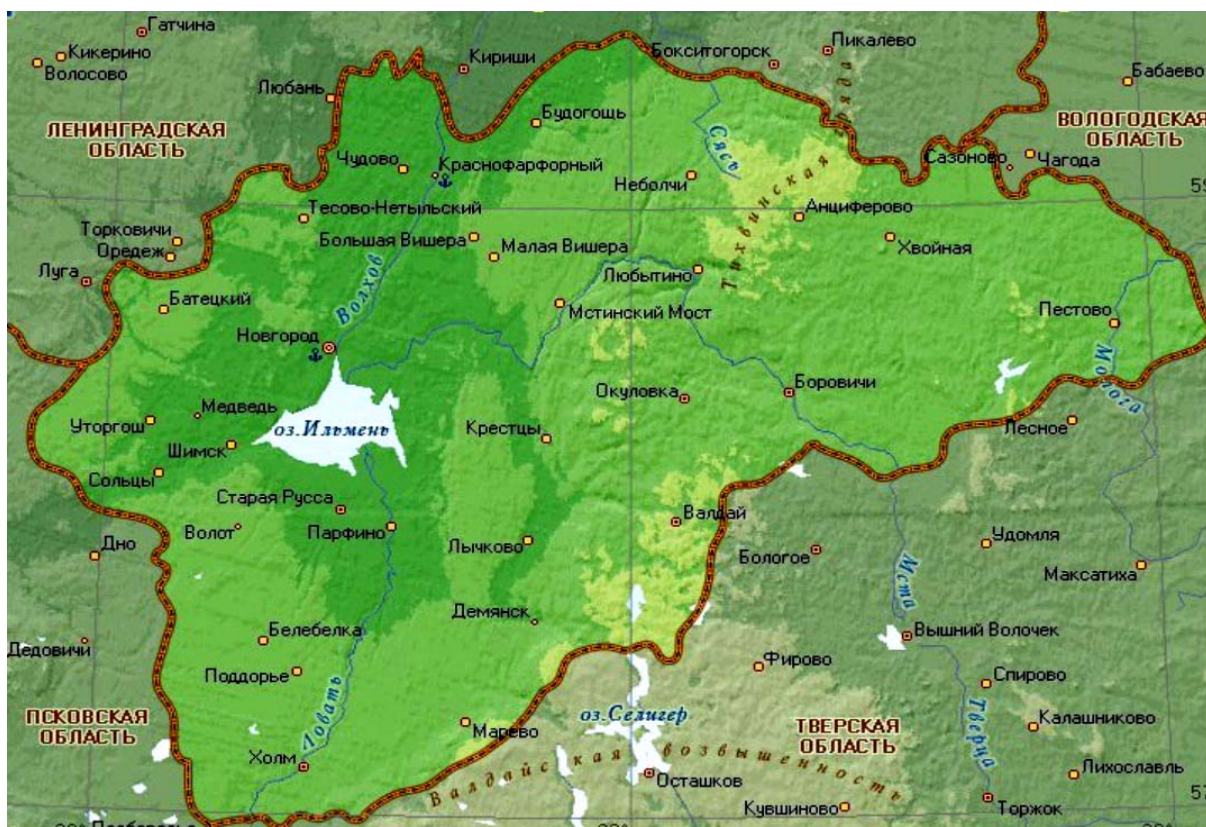 Гатчина
Кикерино
Волосово
Кириши
Бокситогорск
Пикалево
Бабаево
Любань
Будогощь
ЛЕНИНГРАДСКАЯ
ОБЛАСТЬ
ВОЛОГОДСКАЯ
ОБЛАСТЬ
Чудово
Краснофарфорный
Сясь
Сазоново
Чагода
Неболчи
59
Тесово-Нетыльский
Анциферово
Торковичи
Оредеж
Большая Вишера
Малая Вишера
Хвойная
Тихвинская
гряда
Луга
Любытино
Волхов
Батецкий
Мстинский Мост
Пестово
Новгород
Молога
Окуловка
Боровичи
Медведь
Уторгош
оз.Ильмень
Крестцы
Лесное
Шимск
Сольцы
Старая Русса
Валдай
Волот
Парфино
Дно
Лычково
Бологое
Удомля
Максатиха
Мста
Демянск
Белебелка
Вышний Волочек
Дедовичи
Поддорье
Фирово
Спирово
ПСКОВСКАЯ
ОБЛАСТЬ
Ловать
Марево
оз.Селигер
ТВЕРСКАЯ
ОБЛАСТЬ
Тверца
Калашниково
Холм
Валдайская возвышенность
Осташков
Лихославль
Кувшиново
Торжок
57